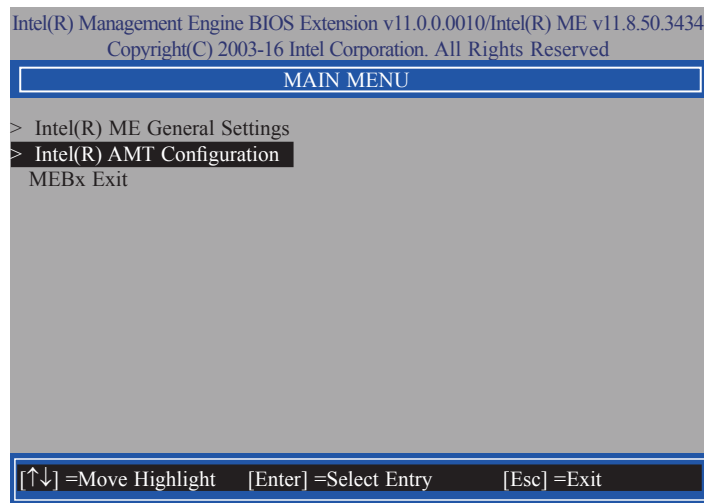 Intel(R) Management Engine BIOS Extension v11.0.0.0010/Intel(R) ME v11.8.50.3434
Copyright(C) 2003-16 Intel Corporation. All Rights Reserved
MAIN MENU
> Intel(R) ME General Settings
> Intel(R) AMT Configuration
MEBx Exit
[↑↓] =Move Highlight [Enter] =Select Entry [Esc] =Exit